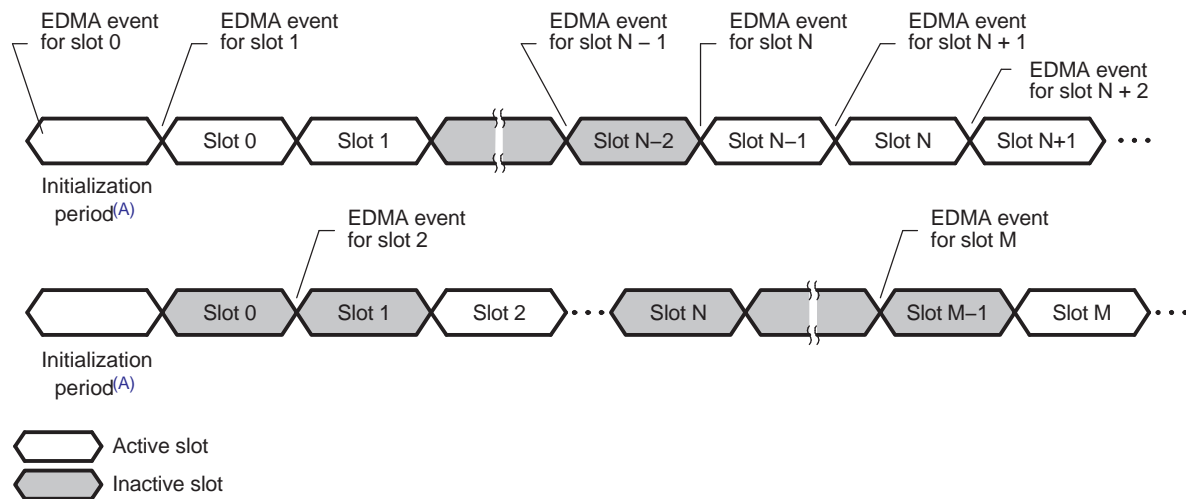 EDMA event
for slot 0
EDMA event
for slot 1
EDMA event
for slot N – 1
EDMA event
for slot N
EDMA event
for slot N + 1
EDMA event
for slot N + 2
Slot 0
Slot 1
Slot N–2
Slot N–1
Slot N
Slot N+1
Initialization
period(A)
EDMA event
for slot 2
EDMA event
for slot M
Slot 0
Slot 1
Slot 2
Slot N
Slot M–1
Slot M
Initialization
period(A)
Active slot
Inactive slot